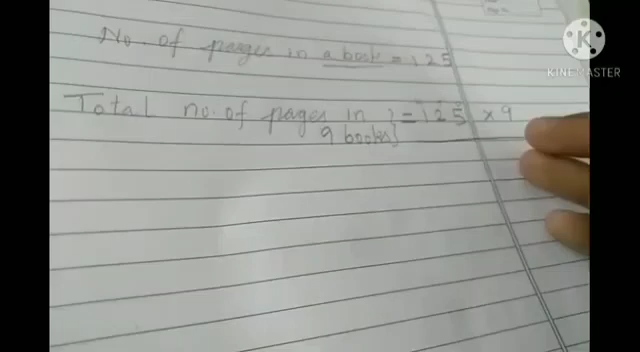 No. of pages in a book = 125
Total no. of pages in } = 125 × 9
9 books
KINEMASTER